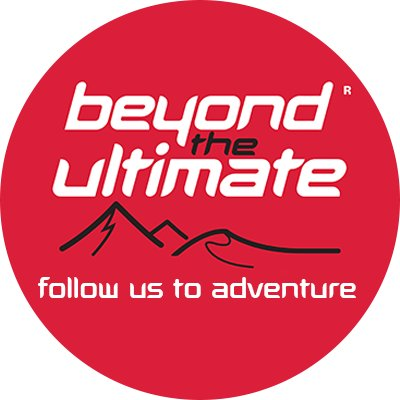 beyond ®
the
ultimate
follow us to adventure